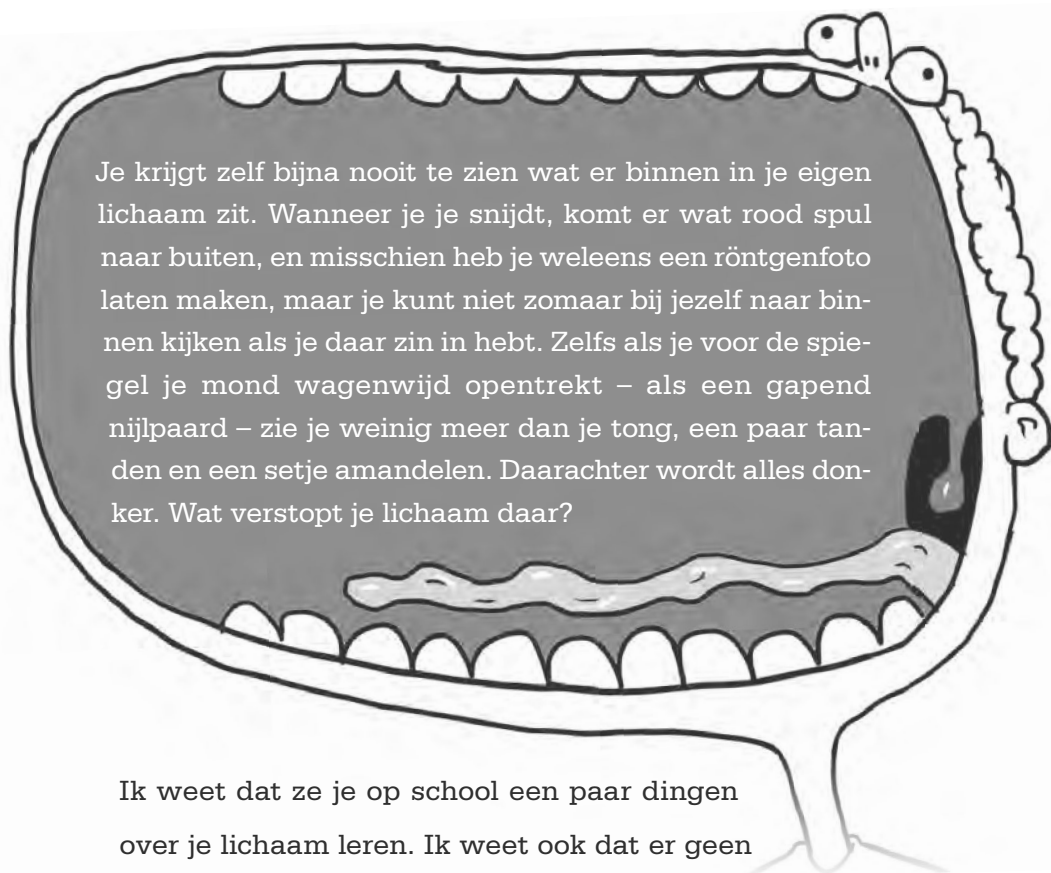 Je krijgt zelf bijna nooit te zien wat er binnen in je eigen
lichaam zit. Wanneer je je snijdt, komt er wat rood spul
naar buiten, en misschien heb je weleens een röntgenfoto
laten maken, maar je kunt niet zomaar bij jezelf naar bin-
nen kijken als je daar zin in hebt. Zelfs als je voor de spie-
gel je mond wagenwijd opentrekt – als een gapend
nijlpaard – zie je weinig meer dan je tong, een paar tan-
den en een setje amandelen. Daarachter wordt alles don-
ker. Wat verstopt je lichaam daar?
Ik weet dat ze je op school een paar dingen
over je lichaam leren. Ik weet ook dat er geen